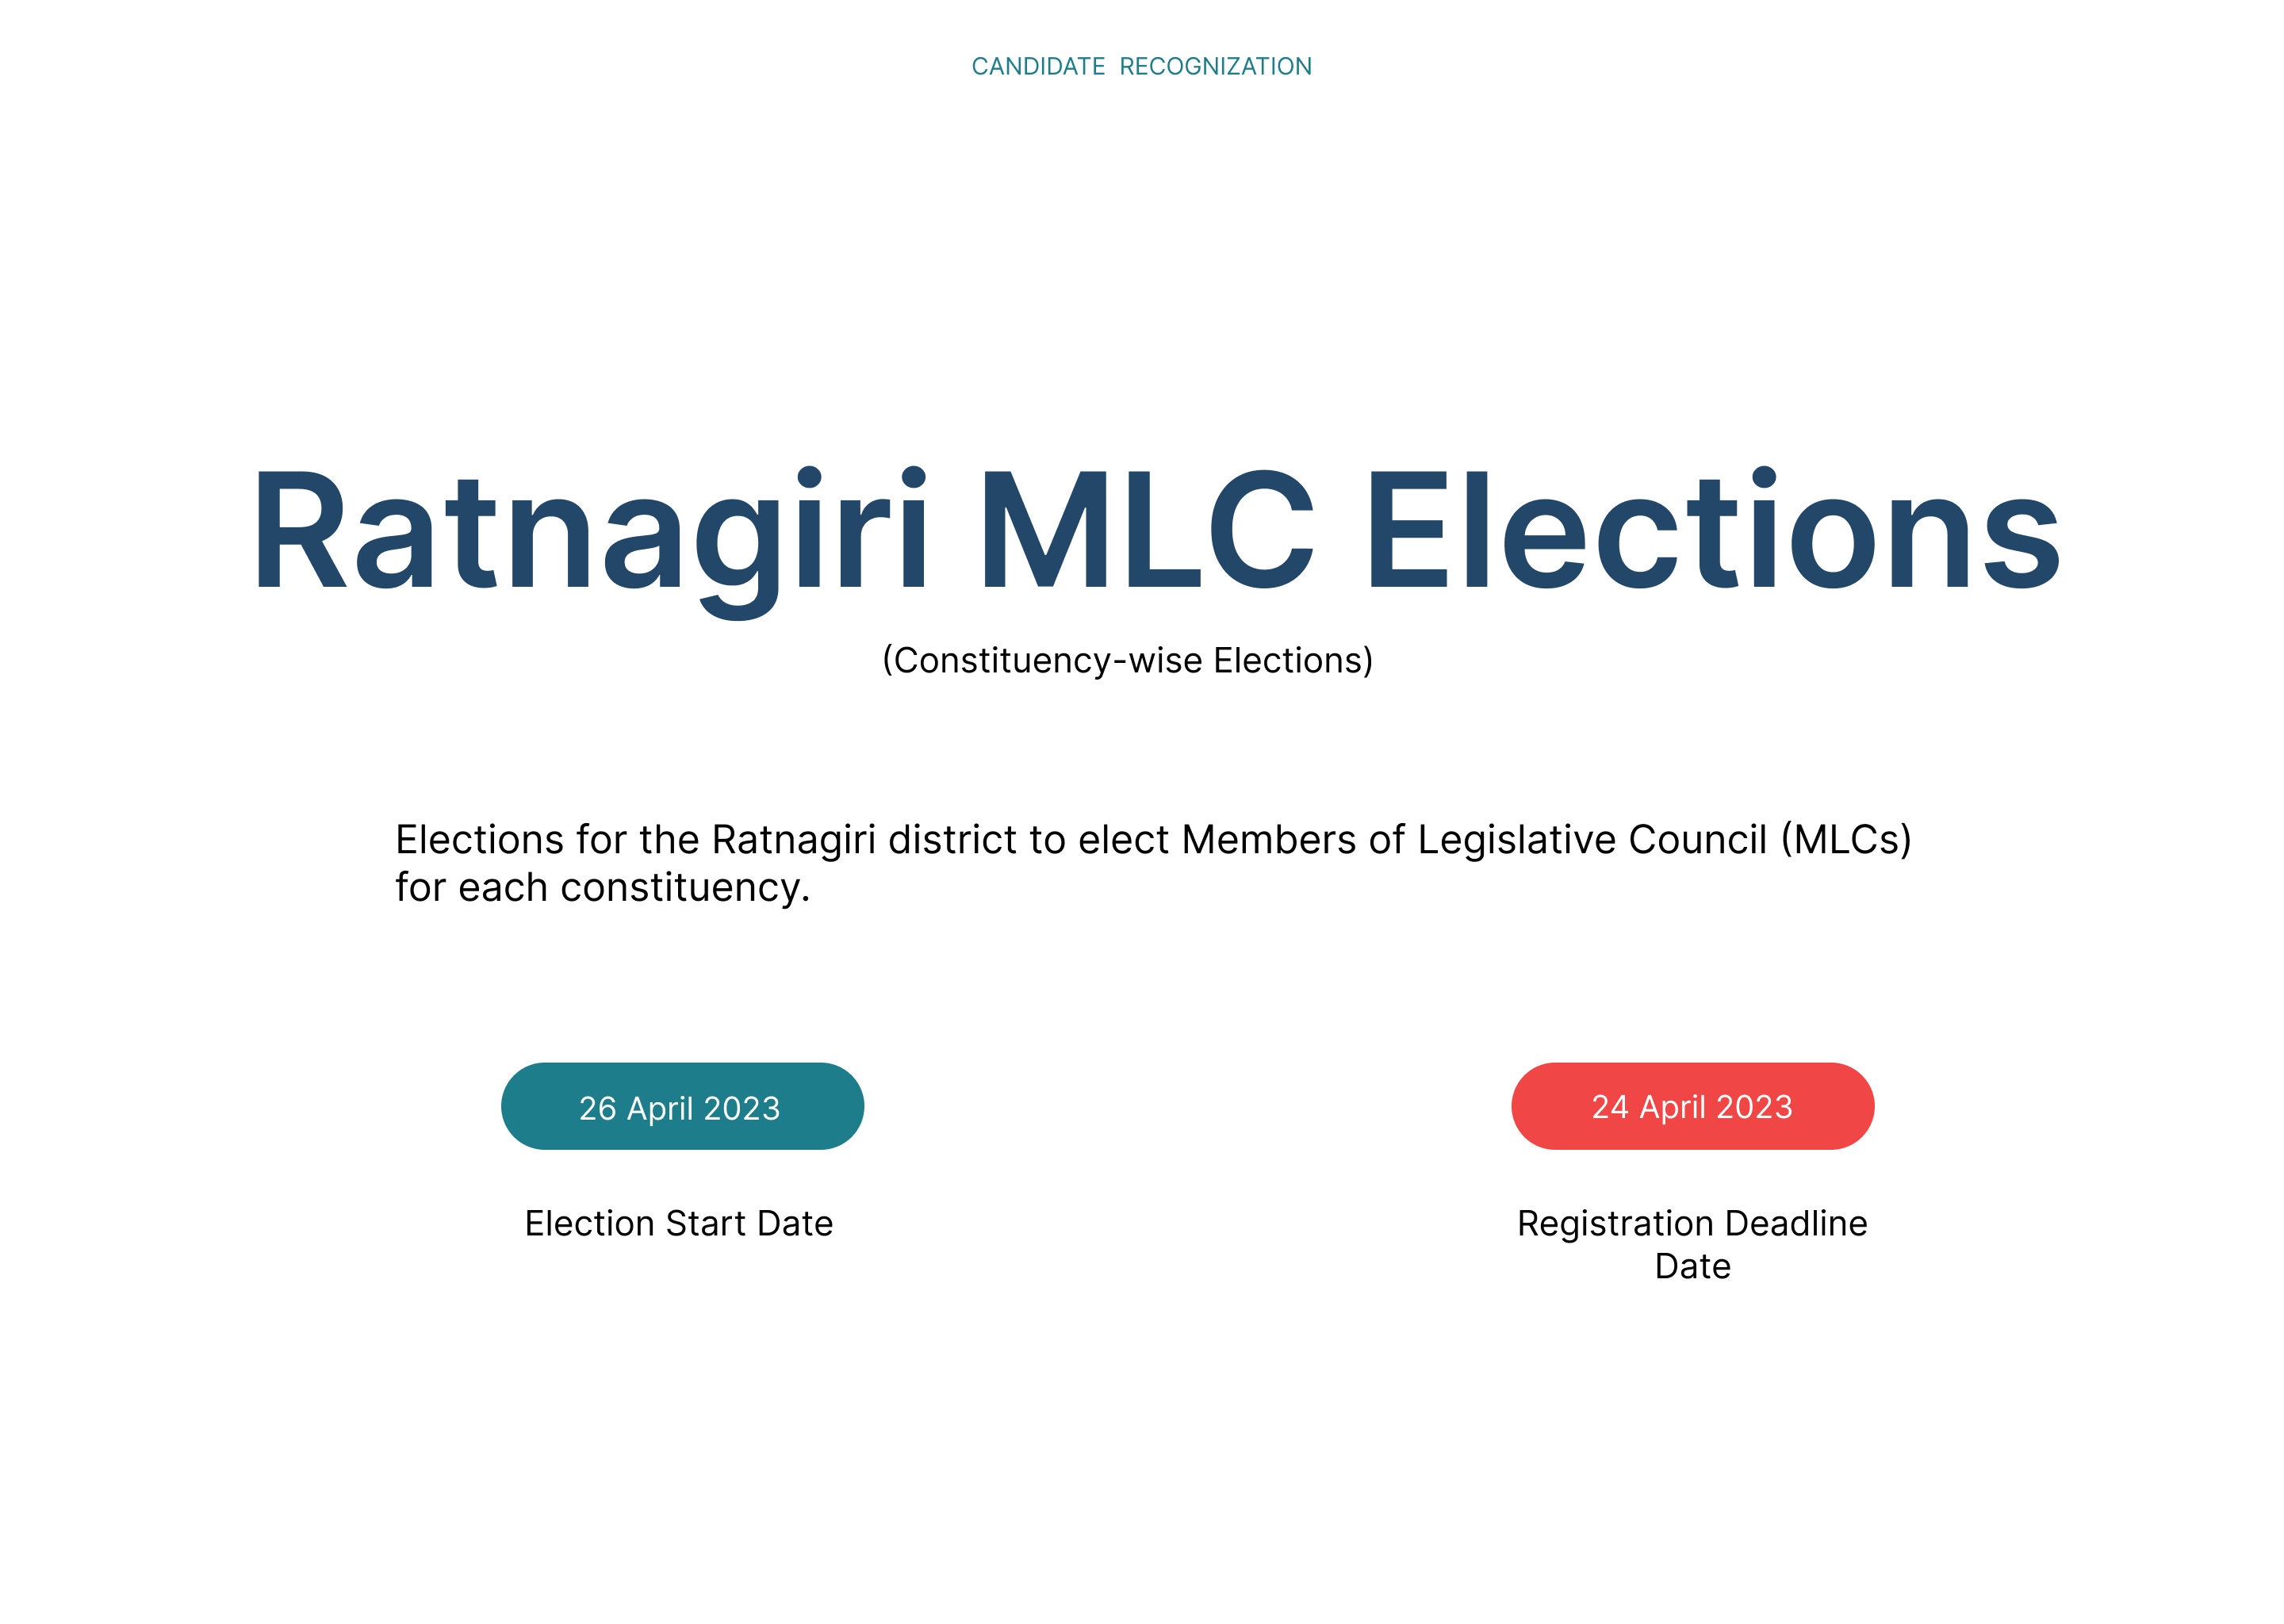 CANDIDATE RECOGNIZATION
Ratnagiri MLC Elections
(Constituency-wise Elections)
Elections for the Ratnagiri district to elect Members of Legislative Council (MLCs)
for each constituency.
26 April 2023
24 April 2023
Election Start Date
Registration Deadline
Date